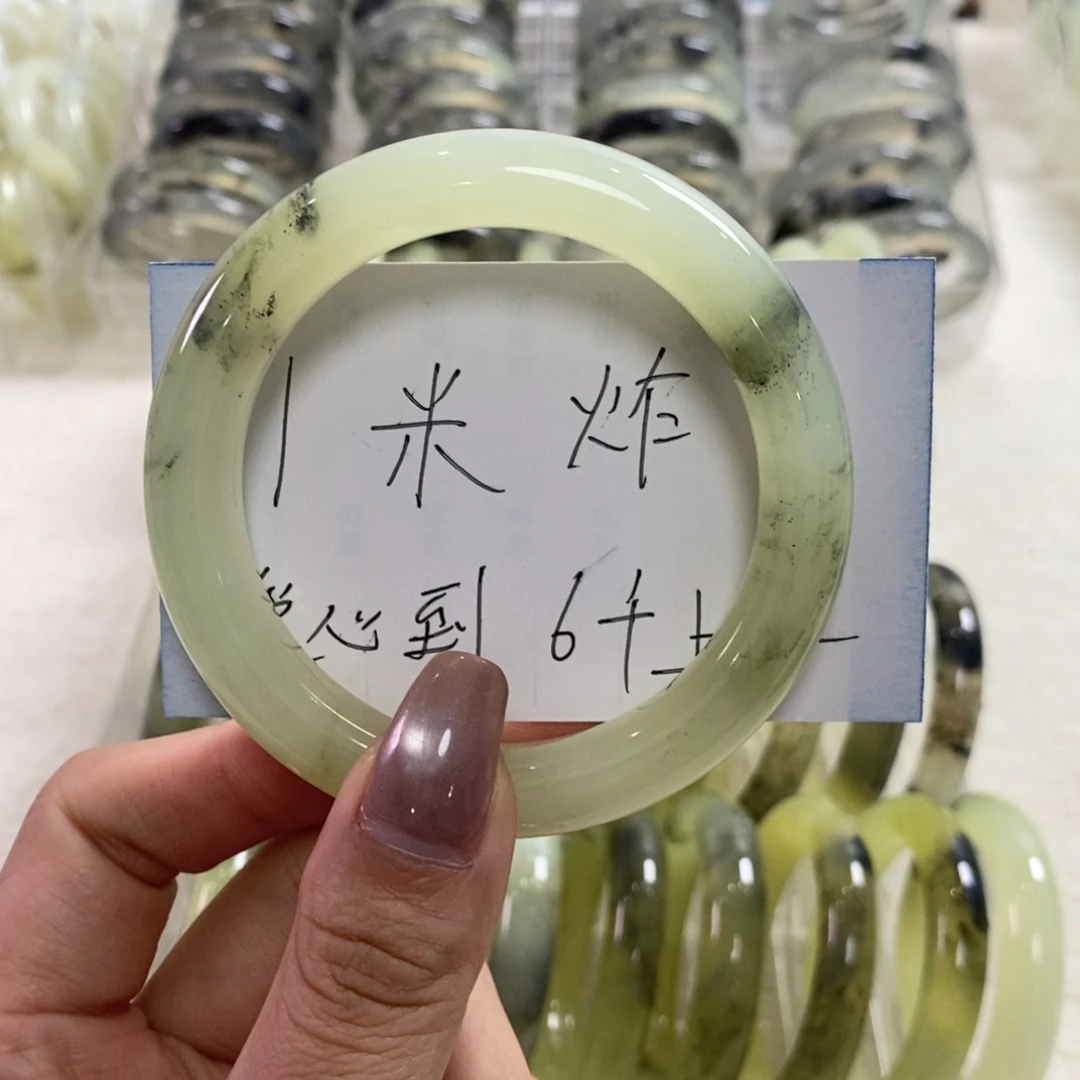 1 米 炸
心到 6千